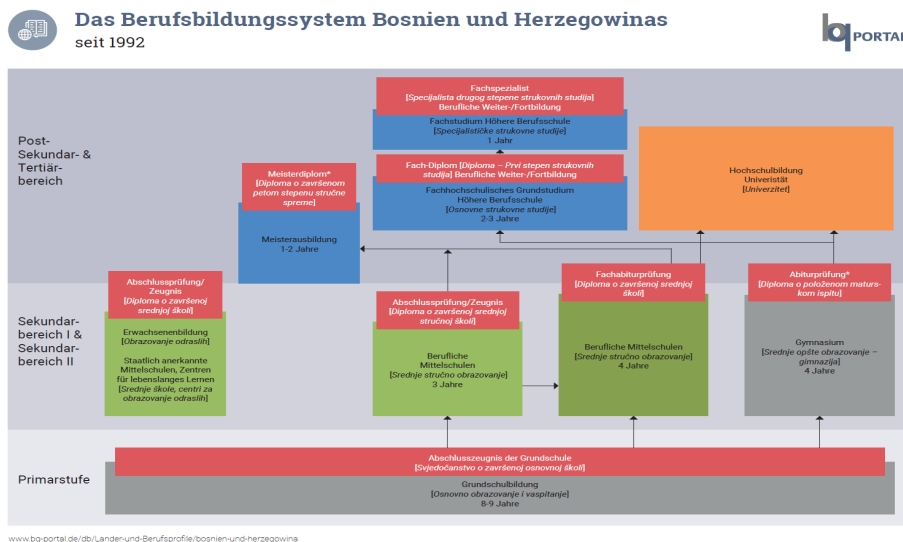 Das Berufsbildungssystem Bosnien und Herzegowinas
seit 1992
bq PORTAL
Post-
Sekundar- &
Tertiär-
bereich
Fachspezialist
[Specijalista drugog stepene strukovnih studija]
Berufliche Weiter-/Fortbildung
Fachstudium Höhere Berufsschule
[Specijalističke strukovne studije]
1 Jahr
Fach-Diplom [Diploma – Prvi stepen strukovnih
studija] Berufliche Weiter-/Fortbildung
Fachhochschulisches Grundstudium
Höhere Berufsschule
[Osnovne strukovne studije]
2-3 Jahre
Meisterdiplom*
[Diploma o završenom
petom stepenu stručne
spreme]
Meisterausbildung
1-2 Jahre
Hochschulbildung
Univeristät
[Univerzitet]
Sekundar-
bereich I &
Sekundar-
bereich II
Abschlussprüfung/
Zeugnis
[Diploma o završenoj
srednjoj školi]
Erwachsenenbildung
[Obrazovanje odraslih]
Staatlich anerkannte
Mittelschulen, Zentren
für lebenslanges Lernen
[Srednje škole, centri za
obrazovanje odraslih]
Abschlussprüfung/Zeugnis
[Diploma o završenoj srednjoj
stručnoj školi]
Berufliche
Mittelschulen
[Srednje stručno obrazovanje]
3 Jahre
Fachabiturprüfung
[Diploma o završenoj srednjoj
školi]
Berufliche Mittelschulen
[Srednje stručno obrazovanje]
4 Jahre
Abiturprüfung*
[Diploma o položenom maturs-
kom ispitu]
Gymnasium
[Srednje opšte obrazovanje –
gimnazija]
4 Jahre
Primarstufe
Abschlusszeugnis der Grundschule
[Svjedočanstvo o završenoj osnovnoj školi]
Grundschulbildung
[Osnovno obrazovanje i vaspitanje]
8-9 Jahre
www.bq-portal.de/db/Länder-und-Berufsprofile/bosnien-und-herzegowina